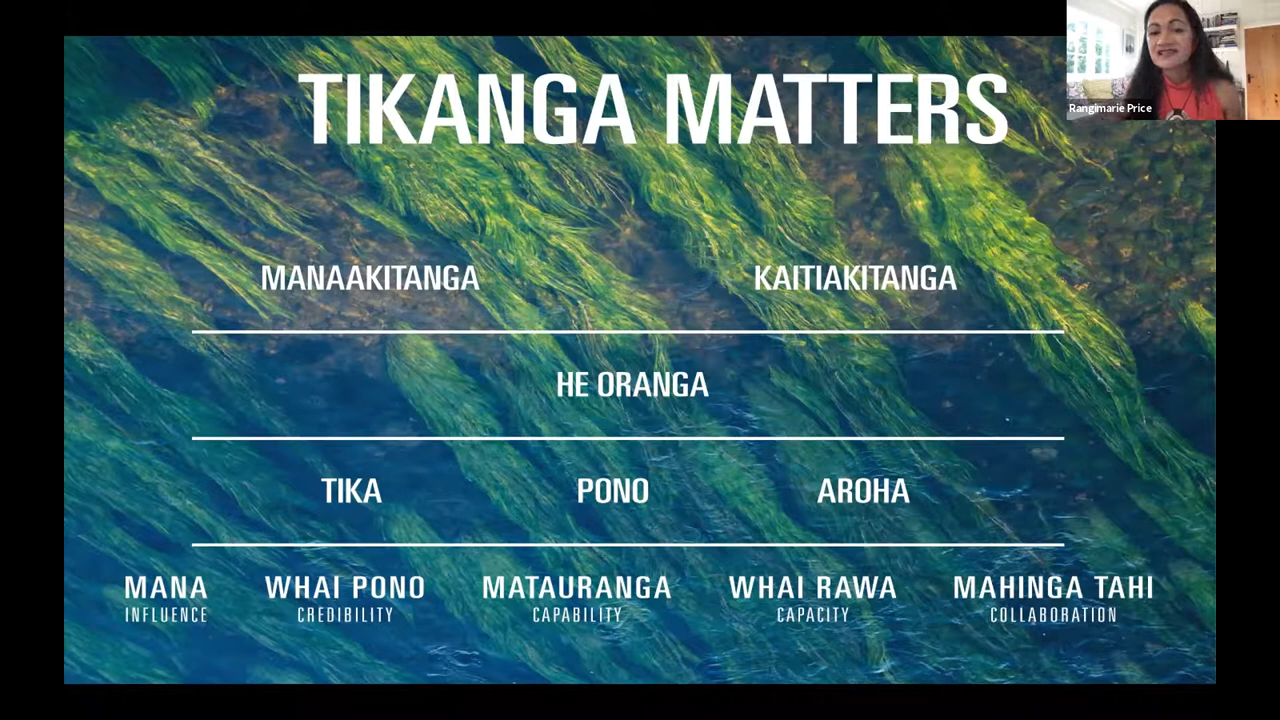 TIKANGA MATTERS
Rangimarie Price
MANAAKITANGA KAITIAKITANGA
HE ORANGA
TIKA PONO AROHA
MANA WHAI PONO MATAURANGA WHAI RAWA MAHINGA TAHI
INFLUENCE CREDIBILITY CAPABILITY CAPACITY COLLABORATION